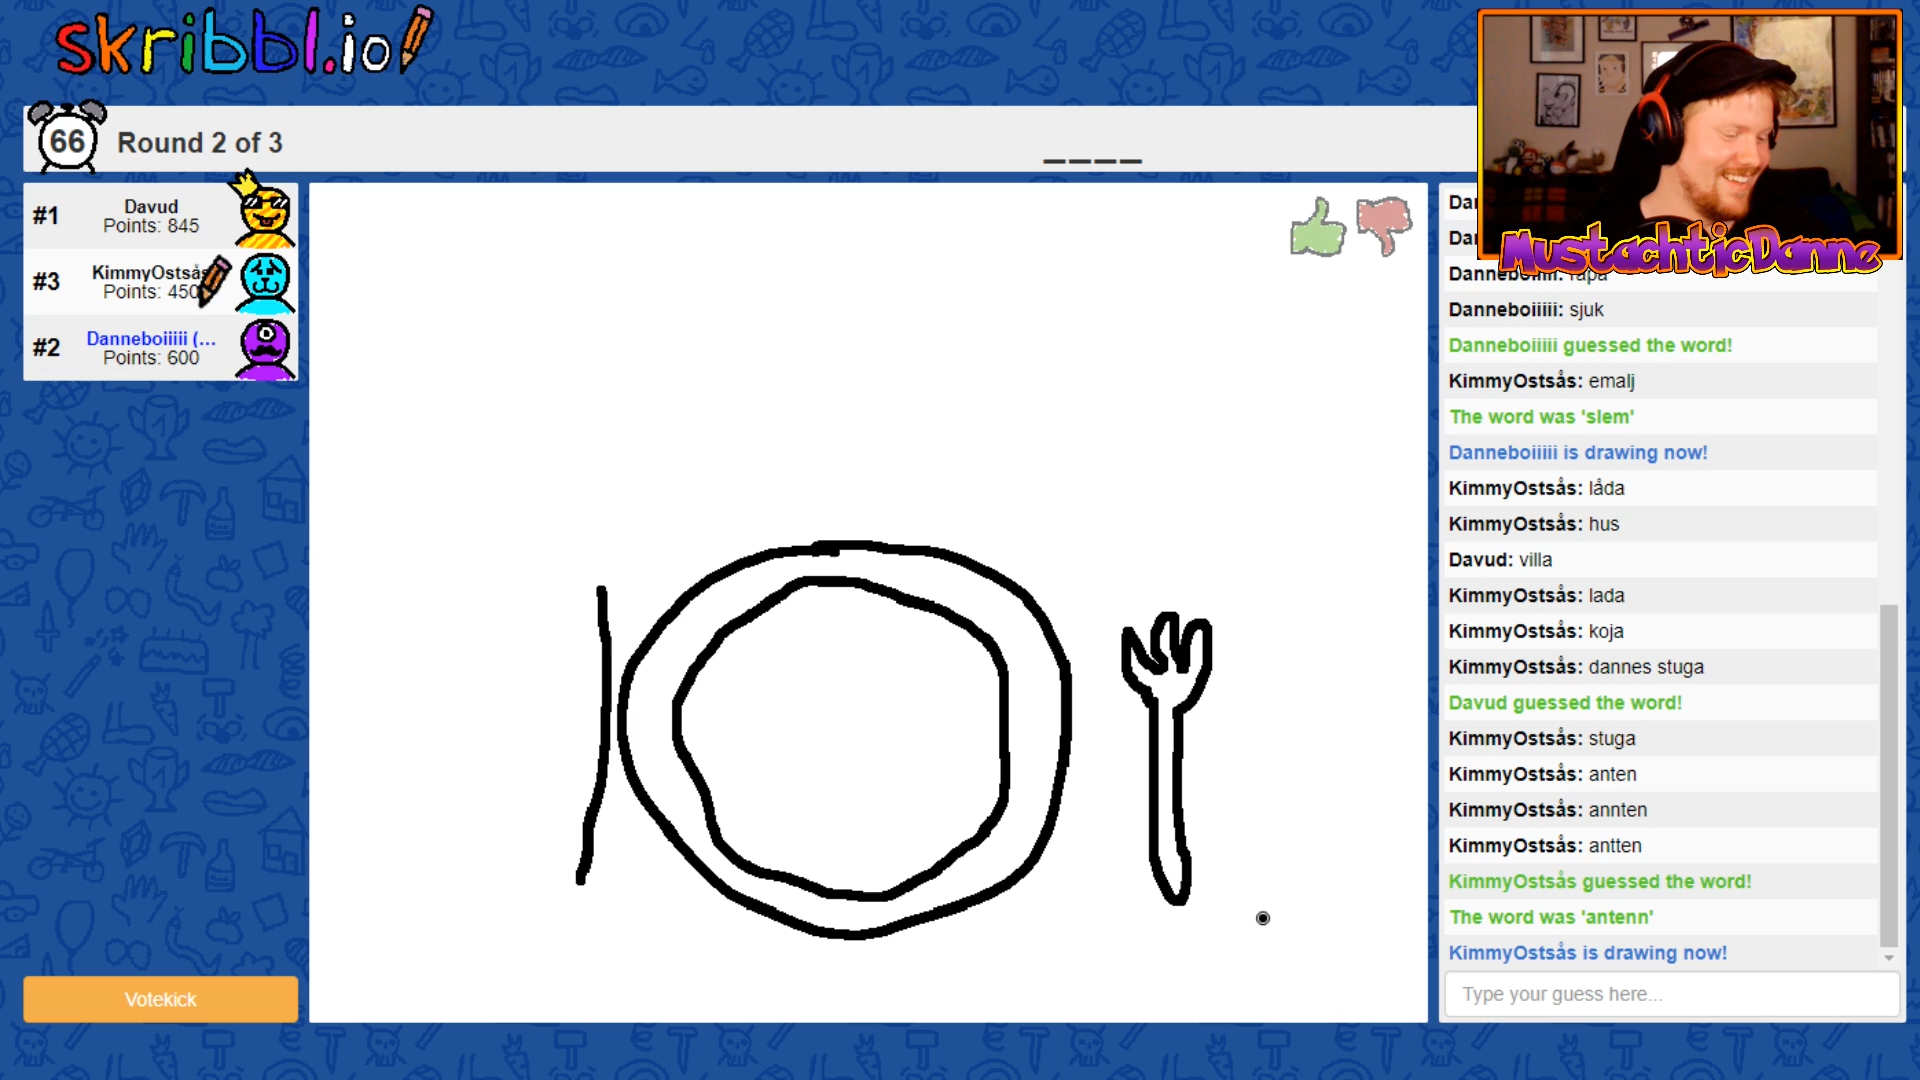 skribbl.io
66
Round 2 of 3
____
#1
Davud
Points: 845
#3
KimmyOstsås
Points: 450
#2
Danneboiiiii (...
Points: 600
Votekick
MustachticDanne
Danneboiiiii: rapa
Danneboiiiii: sjuk
Danneboiiiii guessed the word!
KimmyOstsås: emalj
The word was 'slem'
Danneboiiiii is drawing now!
KimmyOstsås: låda
KimmyOstsås: hus
Davud: villa
KimmyOstsås: lada
KimmyOstsås: koja
KimmyOstsås: dannes stuga
Davud guessed the word!
KimmyOstsås: stuga
KimmyOstsås: anten
KimmyOstsås: annten
KimmyOstsås: antten
KimmyOstsås guessed the word!
The word was 'antenn'
KimmyOstsås is drawing now!
Type your guess here...